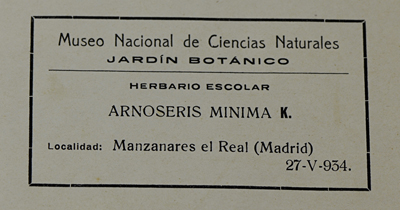 Museo Nacional de Ciencias Naturales
JARDÍN BOTÁNICO
HERBARIO ESCOLAR
ARNOSERIS MINIMA K.
Localidad: Manzanares el Real (Madrid)
27-V-934.